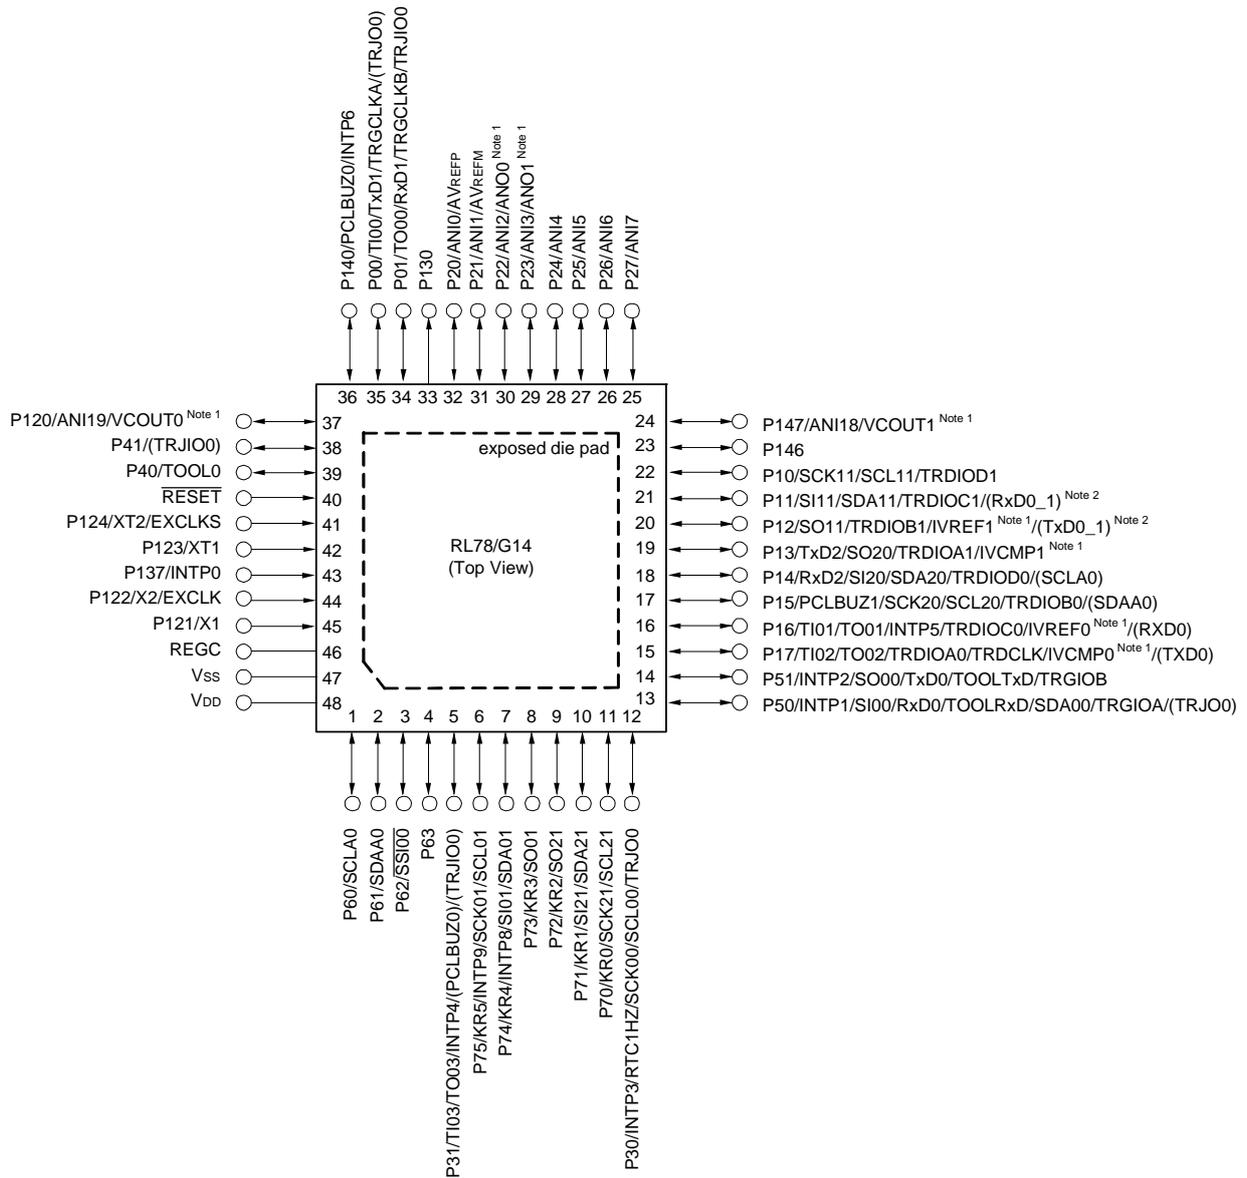 P140/PCLBUZ0/INTP6
P00/TI00/TxD1/TRGCLKA/(TRJO0)
P01/TO00/RxD1/TRGCLKB/TRJIO0
P130
P20/ANI0/AVREFP
P21/ANI1/AVREFM
P22/ANI2/ANO0 Note 1
P23/ANI3/ANO1 Note 1
P24/ANI4
P25/ANI5
P26/ANI6
P27/ANI7
36 35 34 33 32 31 30 29 28 27 26 25
P120/ANI19/VCOUT0 Note 1 37
P41/(TRJIO0) 38
P40/TOOL0 39
RESET 40
P124/XT2/EXCLKS 41
P123/XT1 42
P137/INTP0 43
P122/X2/EXCLK 44
P121/X1 45
REGC 46
VSS 47
VDD 48
exposed die pad
RL78/G14
(Top View)
24 P147/ANI18/VCOUT1 Note 1
23 P146
22 P10/SCK11/SCL11/TRDIOD1
21 P11/SI11/SDA11/TRDIOC1/(RxD0_1) Note 2
20 P12/SO11/TRDIOB1/IVREF1 Note 1/(TxD0_1) Note 2
19 P13/TxD2/SO20/TRDIOA1/IVCMP1 Note 1
18 P14/RxD2/SI20/SDA20/TRDIOD0/(SCLA0)
17 P15/PCLBUZ1/SCK20/SCL20/TRDIOB0/(SDAA0)
16 P16/TI01/TO01/INTP5/TRDIOC0/IVREF0 Note 1/(RXD0)
15 P17/TI02/TO02/TRDIOA0/TRDCLK/IVCMP0 Note 1/(TXD0)
14 P51/INTP2/SO00/TxD0/TOOLTxD/TRGIOB
13 P50/INTP1/SI00/RxD0/TOOLRxD/SDA00/TRGIOA/(TRJO0)
1 2 3 4 5 6 7 8 9 10 11 12
P60/SCLA0
P61/SDAA0
P62/SSI00
P63
P31/TI03/TO03/INTP4/(PCLBUZ0)/(TRJIO0)
P75/KR5/INTP9/SCK01/SCL01
P74/KR4/INTP8/SI01/SDA01
P73/KR3/SO01
P72/KR2/SO21
P71/KR1/SI21/SDA21
P70/KR0/SCK21/SCL21
P30/INTP3/RTC1HZ/SCK00/SCL00/TRJO0